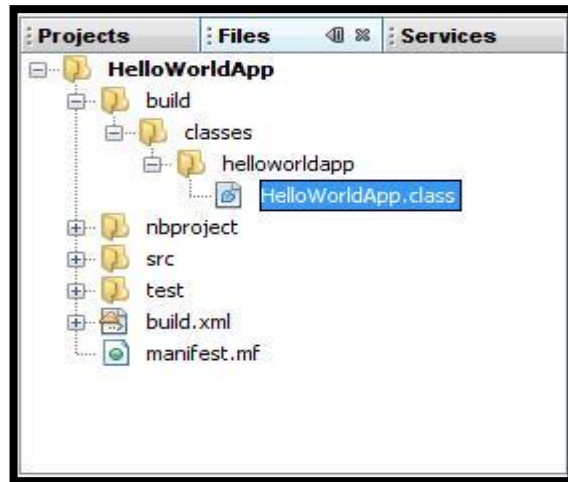 Projects Files Services
HelloWorldApp
build
classes
helloworldapp
HelloWorldApp.class
nbproject
src
test
build.xml
manifest.mf